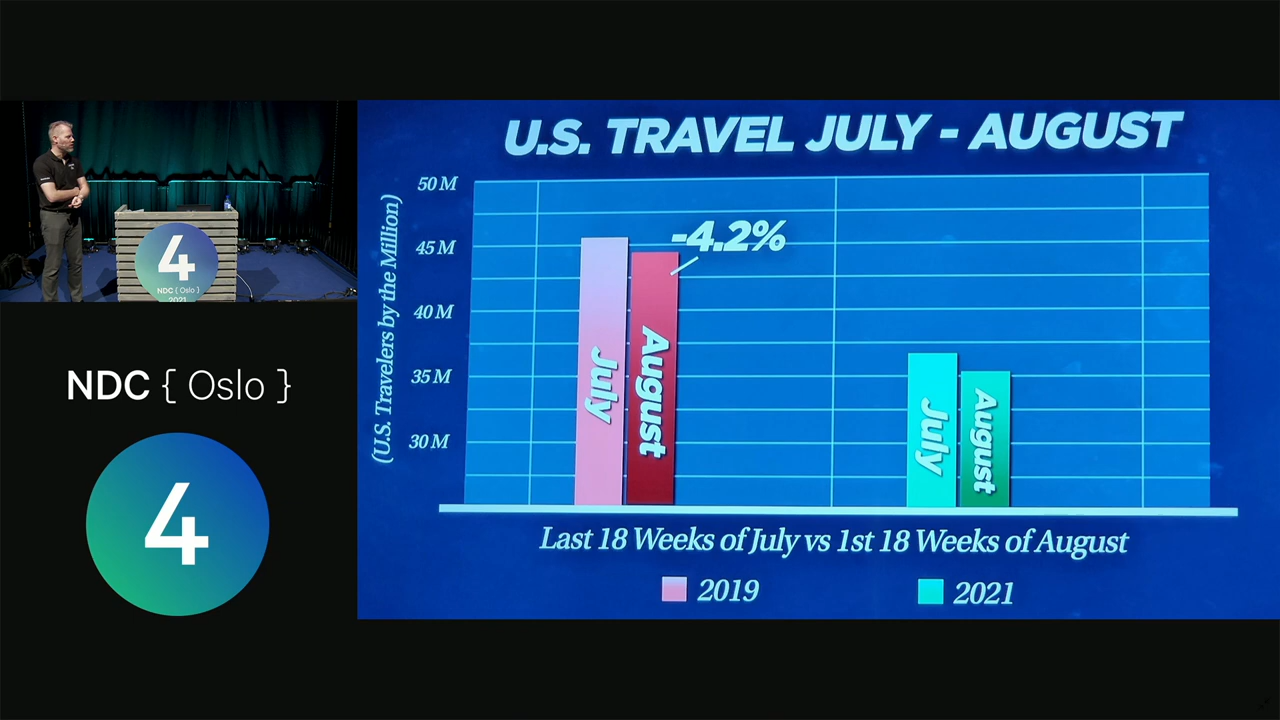 4
NDC { Oslo }
2021
NDC { Oslo }
4
U.S. TRAVEL JULY - AUGUST
(U.S. Travelers by the Million)
50 M
45 M
40 M
35 M
30 M
-4.2%
July
August
July
August
Last 18 Weeks of July vs 1st 18 Weeks of August
2019
2021